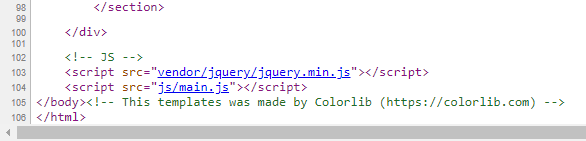 98 </section>
99
100 </div>
101
102 <!-- JS -->
103 <script src="vendor/jquery/jquery.min.js"></script>
104 <script src="js/main.js"></script>
105 </body><!-- This templates was made by Colorlib (https://colorlib.com) -->
106 </html>